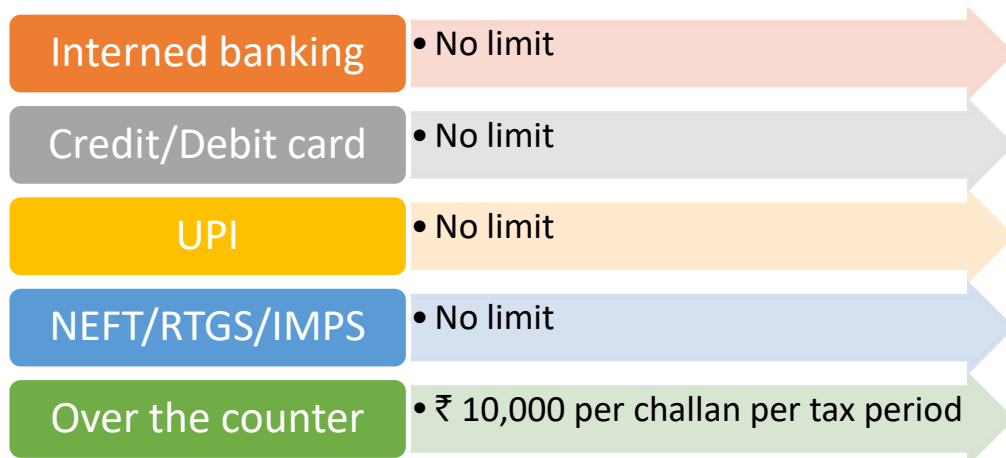 Interned banking
• No limit
Credit/Debit card
• No limit
UPI
• No limit
NEFT/RTGS/IMPS
• No limit
Over the counter
• ₹ 10,000 per challan per tax period